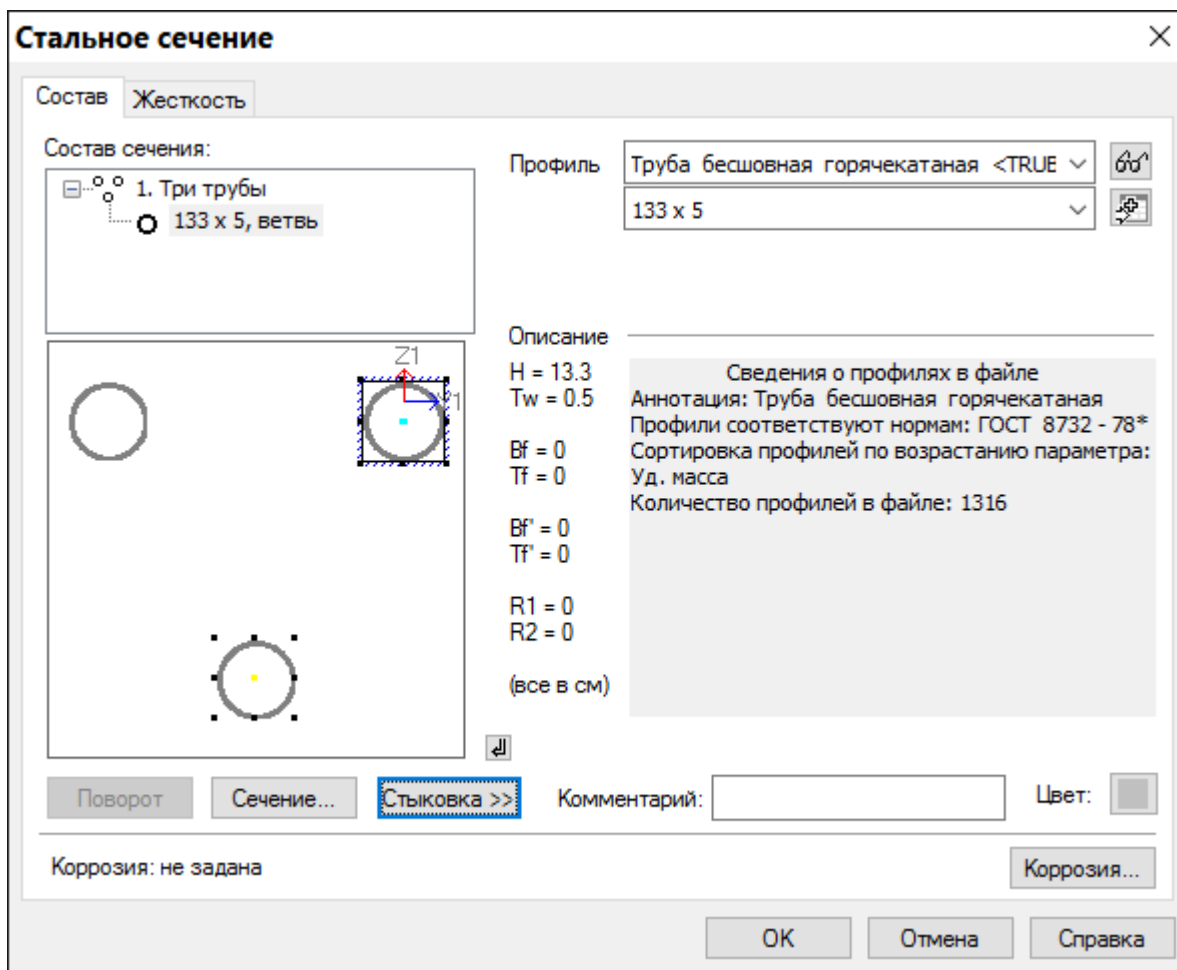 Стальное сечение
Состав
Жесткость
Состав сечения:
1. Три трубы
133 x 5, ветвь
Профиль
Труба бесшовная горячекатаная <TRUE
133 x 5
Описание
H = 13.3
Tw = 0.5
Bf = 0
Tf = 0
Bf' = 0
Tf' = 0
R1 = 0
R2 = 0
(все в см)
Сведения о профилях в файле
Аннотация: Труба бесшовная горячекатаная
Профили соответствуют нормам: ГОСТ 8732 - 78*
Сортировка профилей по возрастанию параметра:
Уд. масса
Количество профилей в файле: 1316
Z1
Y1
Поворот
Сечение...
Стыковка >>
Комментарий:
Цвет:
Коррозия: не задана
Коррозия...
OK
Отмена
Справка